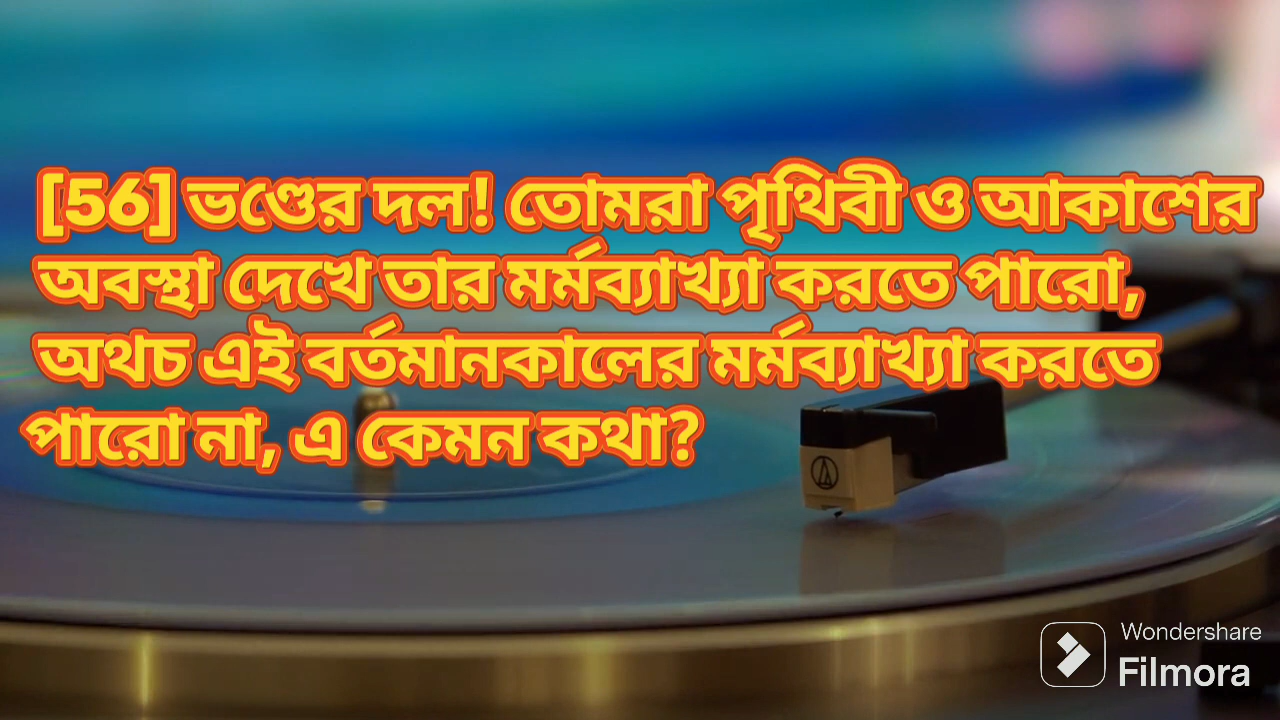 [56] ভণ্ডের দল! তোমরা পৃথিবী ও আকাশের
অবস্থা দেখে তার মর্মব্যাখ্যা করতে পারো,
অথচ এই বর্তমানকালের মর্মব্যাখ্যা করতে
পারো না, এ কেমন কথা?
Wondershare
Filmora